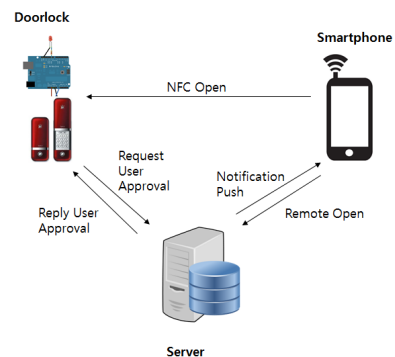 Doorlock
Smartphone
NFC Open
Request
User
Approval
Notification
Push
Reply User
Approval
Remote Open
Server